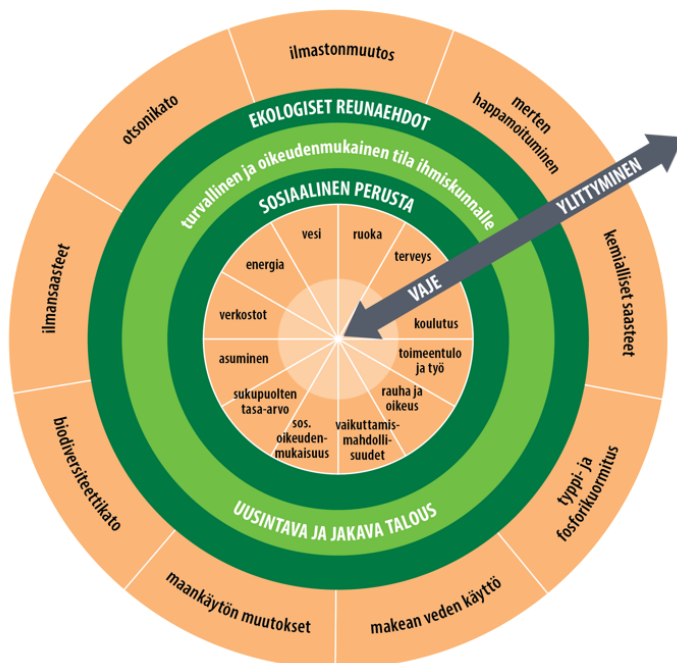 ilmastonmuutos
merten
happamoituminen
kemialliset saasteet
typpi- ja
fosforikuormitus
makean veden käyttö
maankäytön muutokset
biodiversiteettikato
ilmansaasteet
otsonikato
EKOLOGISET REUNAEHDOT
turvallinen ja oikeudenmukainen tila ihmiskunnalle
SOSIAALINEN PERUSTA
YLITTYMINEN
VAJE
vesi
ruoka
terveys
koulutus
toimeentulo
ja työ
rauha ja
oikeus
vaikuttamis-
mahdolli-
suudet
sos.
oikeuden-
mukaisuus
sukupuolten
tasa-arvo
asuminen
verkostot
energia
UUSINTAVA JA JAKAVA TALOUS